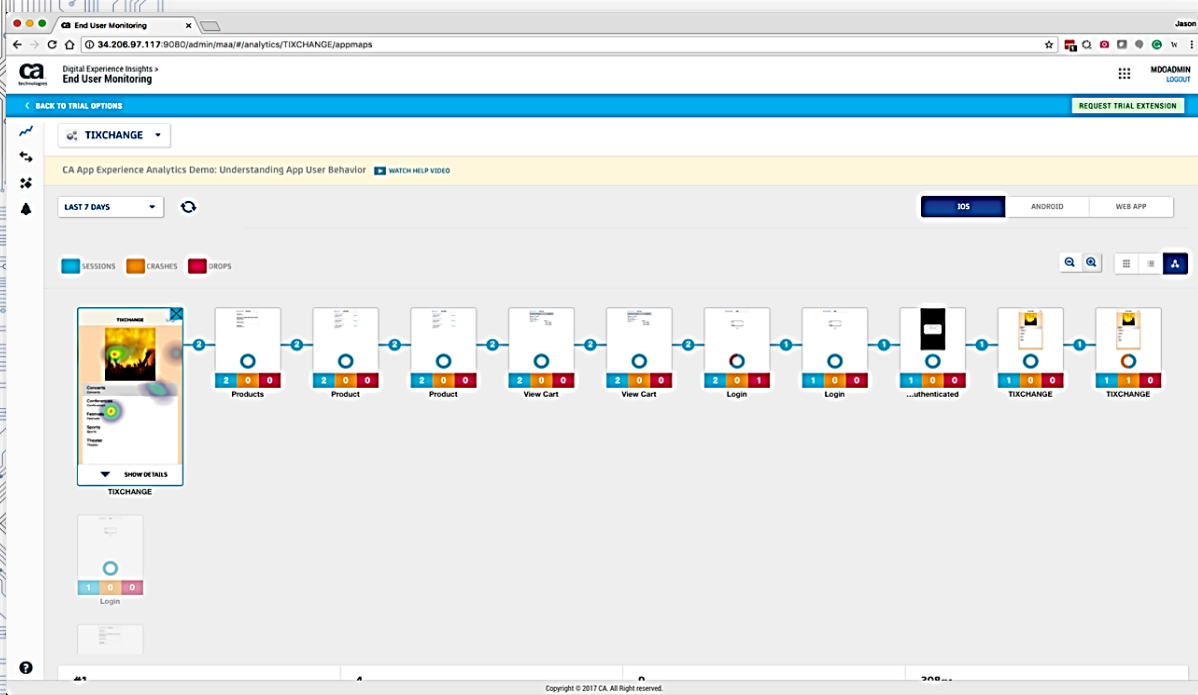 End User Monitoring
Jason
34.206.97.117:9080/admin/maa/#/analytics/TIXCHANGE/appmaps
ca
technologies
Digital Experience Insights >
End User Monitoring
MDOADMIN
LOGOUT
BACK TO TRIAL OPTIONS
REQUEST TRIAL EXTENSION
TIXCHANGE
CA App Experience Analytics Demo: Understanding App User Behavior WATCH HELP VIDEO
LAST 7 DAYS
IOS ANDROID WEB APP
SESSIONS CRASHES DROPS
TIXCHANGE
Concerts
Concerts
Conferences
Conferences
Festivals
Festivals
Sports
Sports
Theater
Theater
SHOW DETAILS
TIXCHANGE
2 2 2 2 2 2 1 1 1 1
2 0 0 2 0 0 2 0 0 2 0 0 2 0 0 2 0 1 1 0 0 1 0 0 1 0 0 1 1 0
Products Product Product View Cart View Cart Login Login ...uthenticated TIXCHANGE TIXCHANGE
1 0 0
Login
Copyright © 2017 CA. All Right reserved.